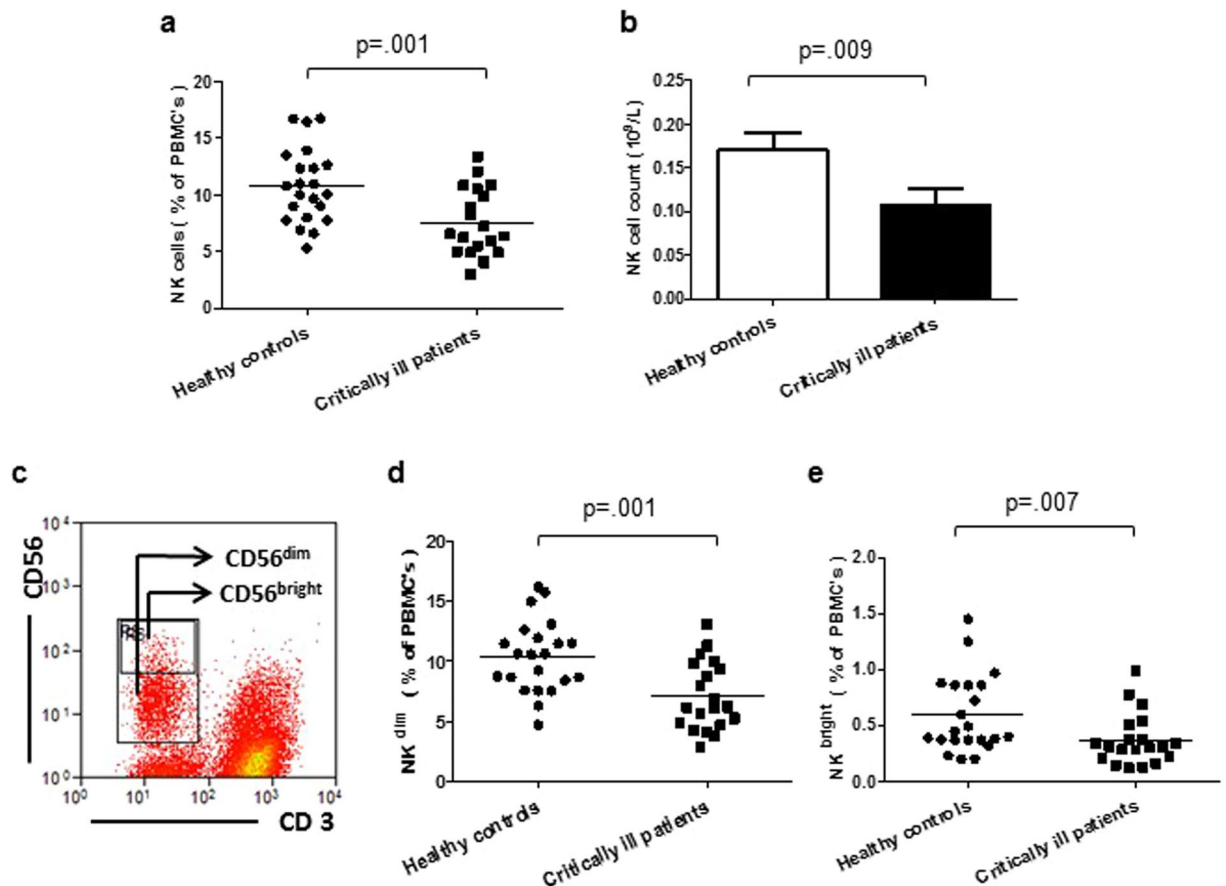 a
p=.001
NK cells ( % of PBMC's)
20
15
10
5
0
Healthy controls
Critically ill patients
b
p=.009
NK cell count (10⁹/L)
0.25
0.20
0.15
0.10
0.05
0.00
Healthy controls
Critically ill patients
c
CD56
10⁴
10³
10²
10¹
10⁰
CD56dim
CD56bright
10⁰ 10¹ 10² 10³ 10⁴
CD 3
d
p=.001
NK dim ( % of PBMC's)
20
15
10
5
0
Healthy controls
Critically ill patients
e
p=.007
NK bright ( % of PBMC's)
2.0
1.5
1.0
0.5
0.0
Healthy controls
Critically ill patients